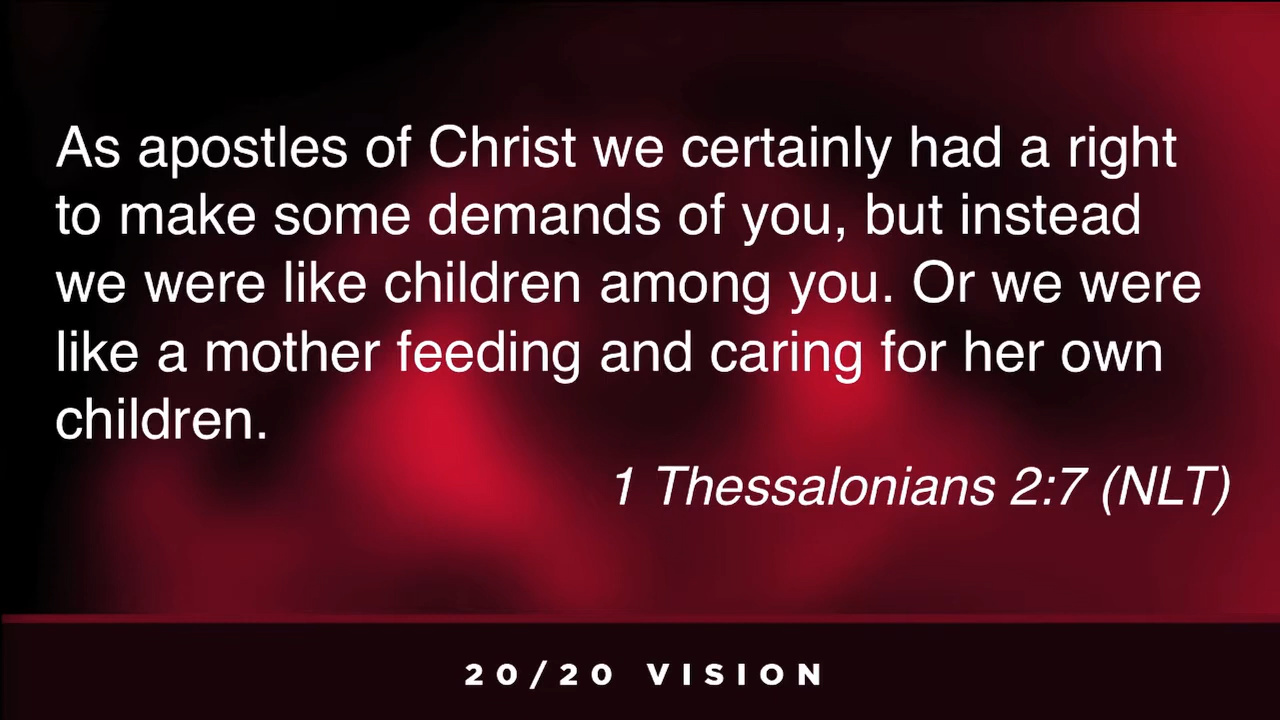 As apostles of Christ we certainly had a right
to make some demands of you, but instead
we were like children among you. Or we were
like a mother feeding and caring for her own
children.
1 Thessalonians 2:7 (NLT)
20/20 VISION